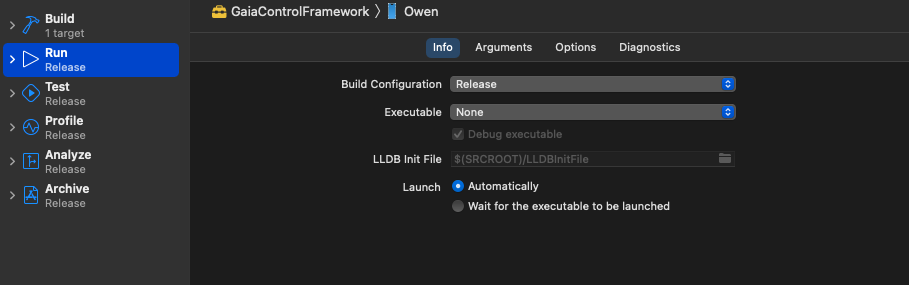 GaiaControlFramework 〉 Owen
Build
1 target
Run
Release
Test
Release
Profile
Release
Analyze
Release
Archive
Release
Info Arguments Options Diagnostics
Build Configuration Release
Executable None
Debug executable
LLDB Init File $(SRCROOT)/LLDBInitFile
Launch Automatically
Wait for the executable to be launched